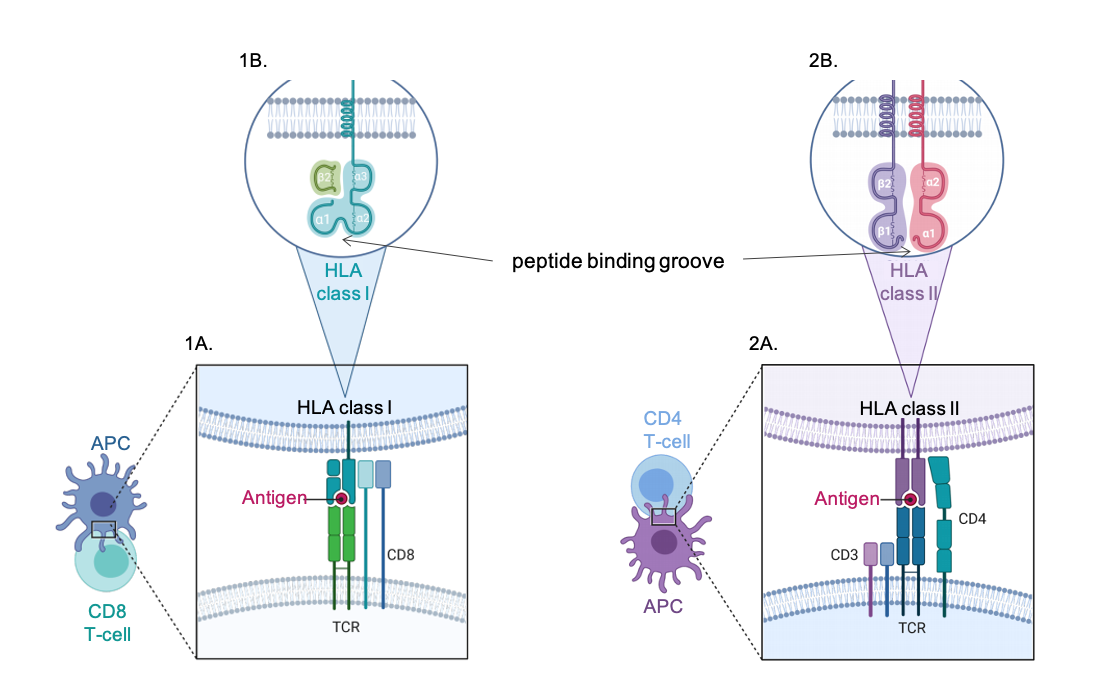 1B.
2B.
β2
α3
α1
α2
β2
α2
β1
α1
peptide binding groove
HLA
class I
HLA
class II
1A.
2A.
HLA class I
HLA class II
CD4
T-cell
APC
Antigen
Antigen
CD4
CD8
CD3
CD8
T-cell
APC
TCR
TCR